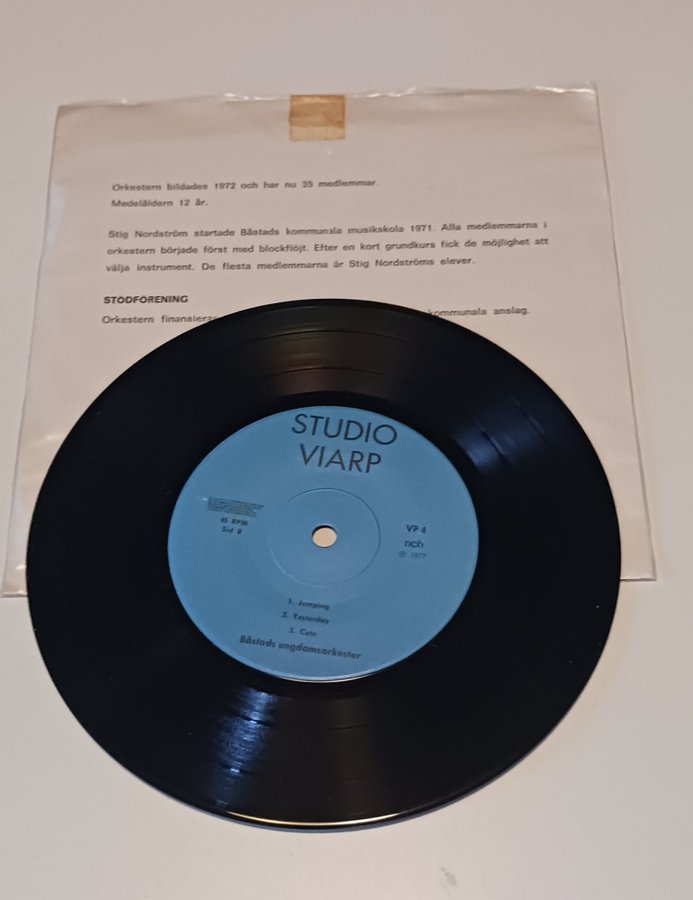 Orkestern bildades 1972 och har nu 35 medlemmar.
Medelåldern 12 år.
Stig Nordström startade Båstads kommunala musikskola 1971. Alla medlemmarna i
orkestern började först med blockflöjt. Efter en kort grundkurs fick de möjlighet att
välja instrument. De flesta medlemmarna är Stig Nordströms elever.
STÖDFÖRENING
Orkestern kommunala anslag.
STUDIO
VIARP
45 RPM
Sid B
VP 4
ncb
℗ 1977
1. Jumping
2. Yesterday
3. Cute
Båstads ungdomsorkester